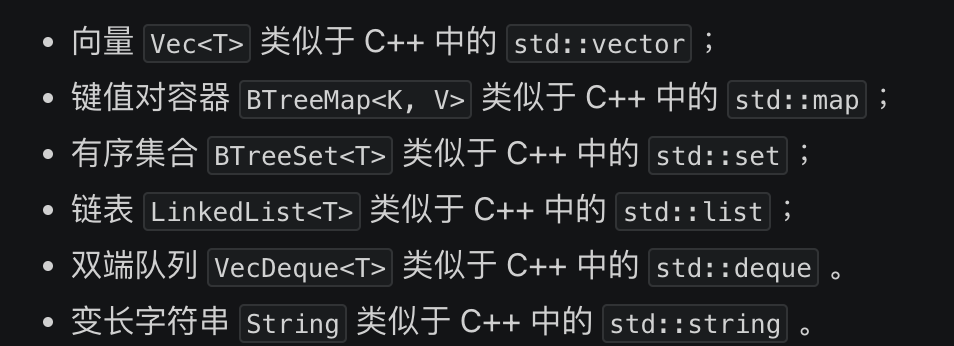 • 向量 Vec<T> 类似于 C++ 中的 std::vector；
• 键值对容器 BTreeMap<K, V> 类似于 C++ 中的 std::map；
• 有序集合 BTreeSet<T> 类似于 C++ 中的 std::set；
• 链表 LinkedList<T> 类似于 C++ 中的 std::list；
• 双端队列 VecDeque<T> 类似于 C++ 中的 std::deque 。
• 变长字符串 String 类似于 C++ 中的 std::string 。